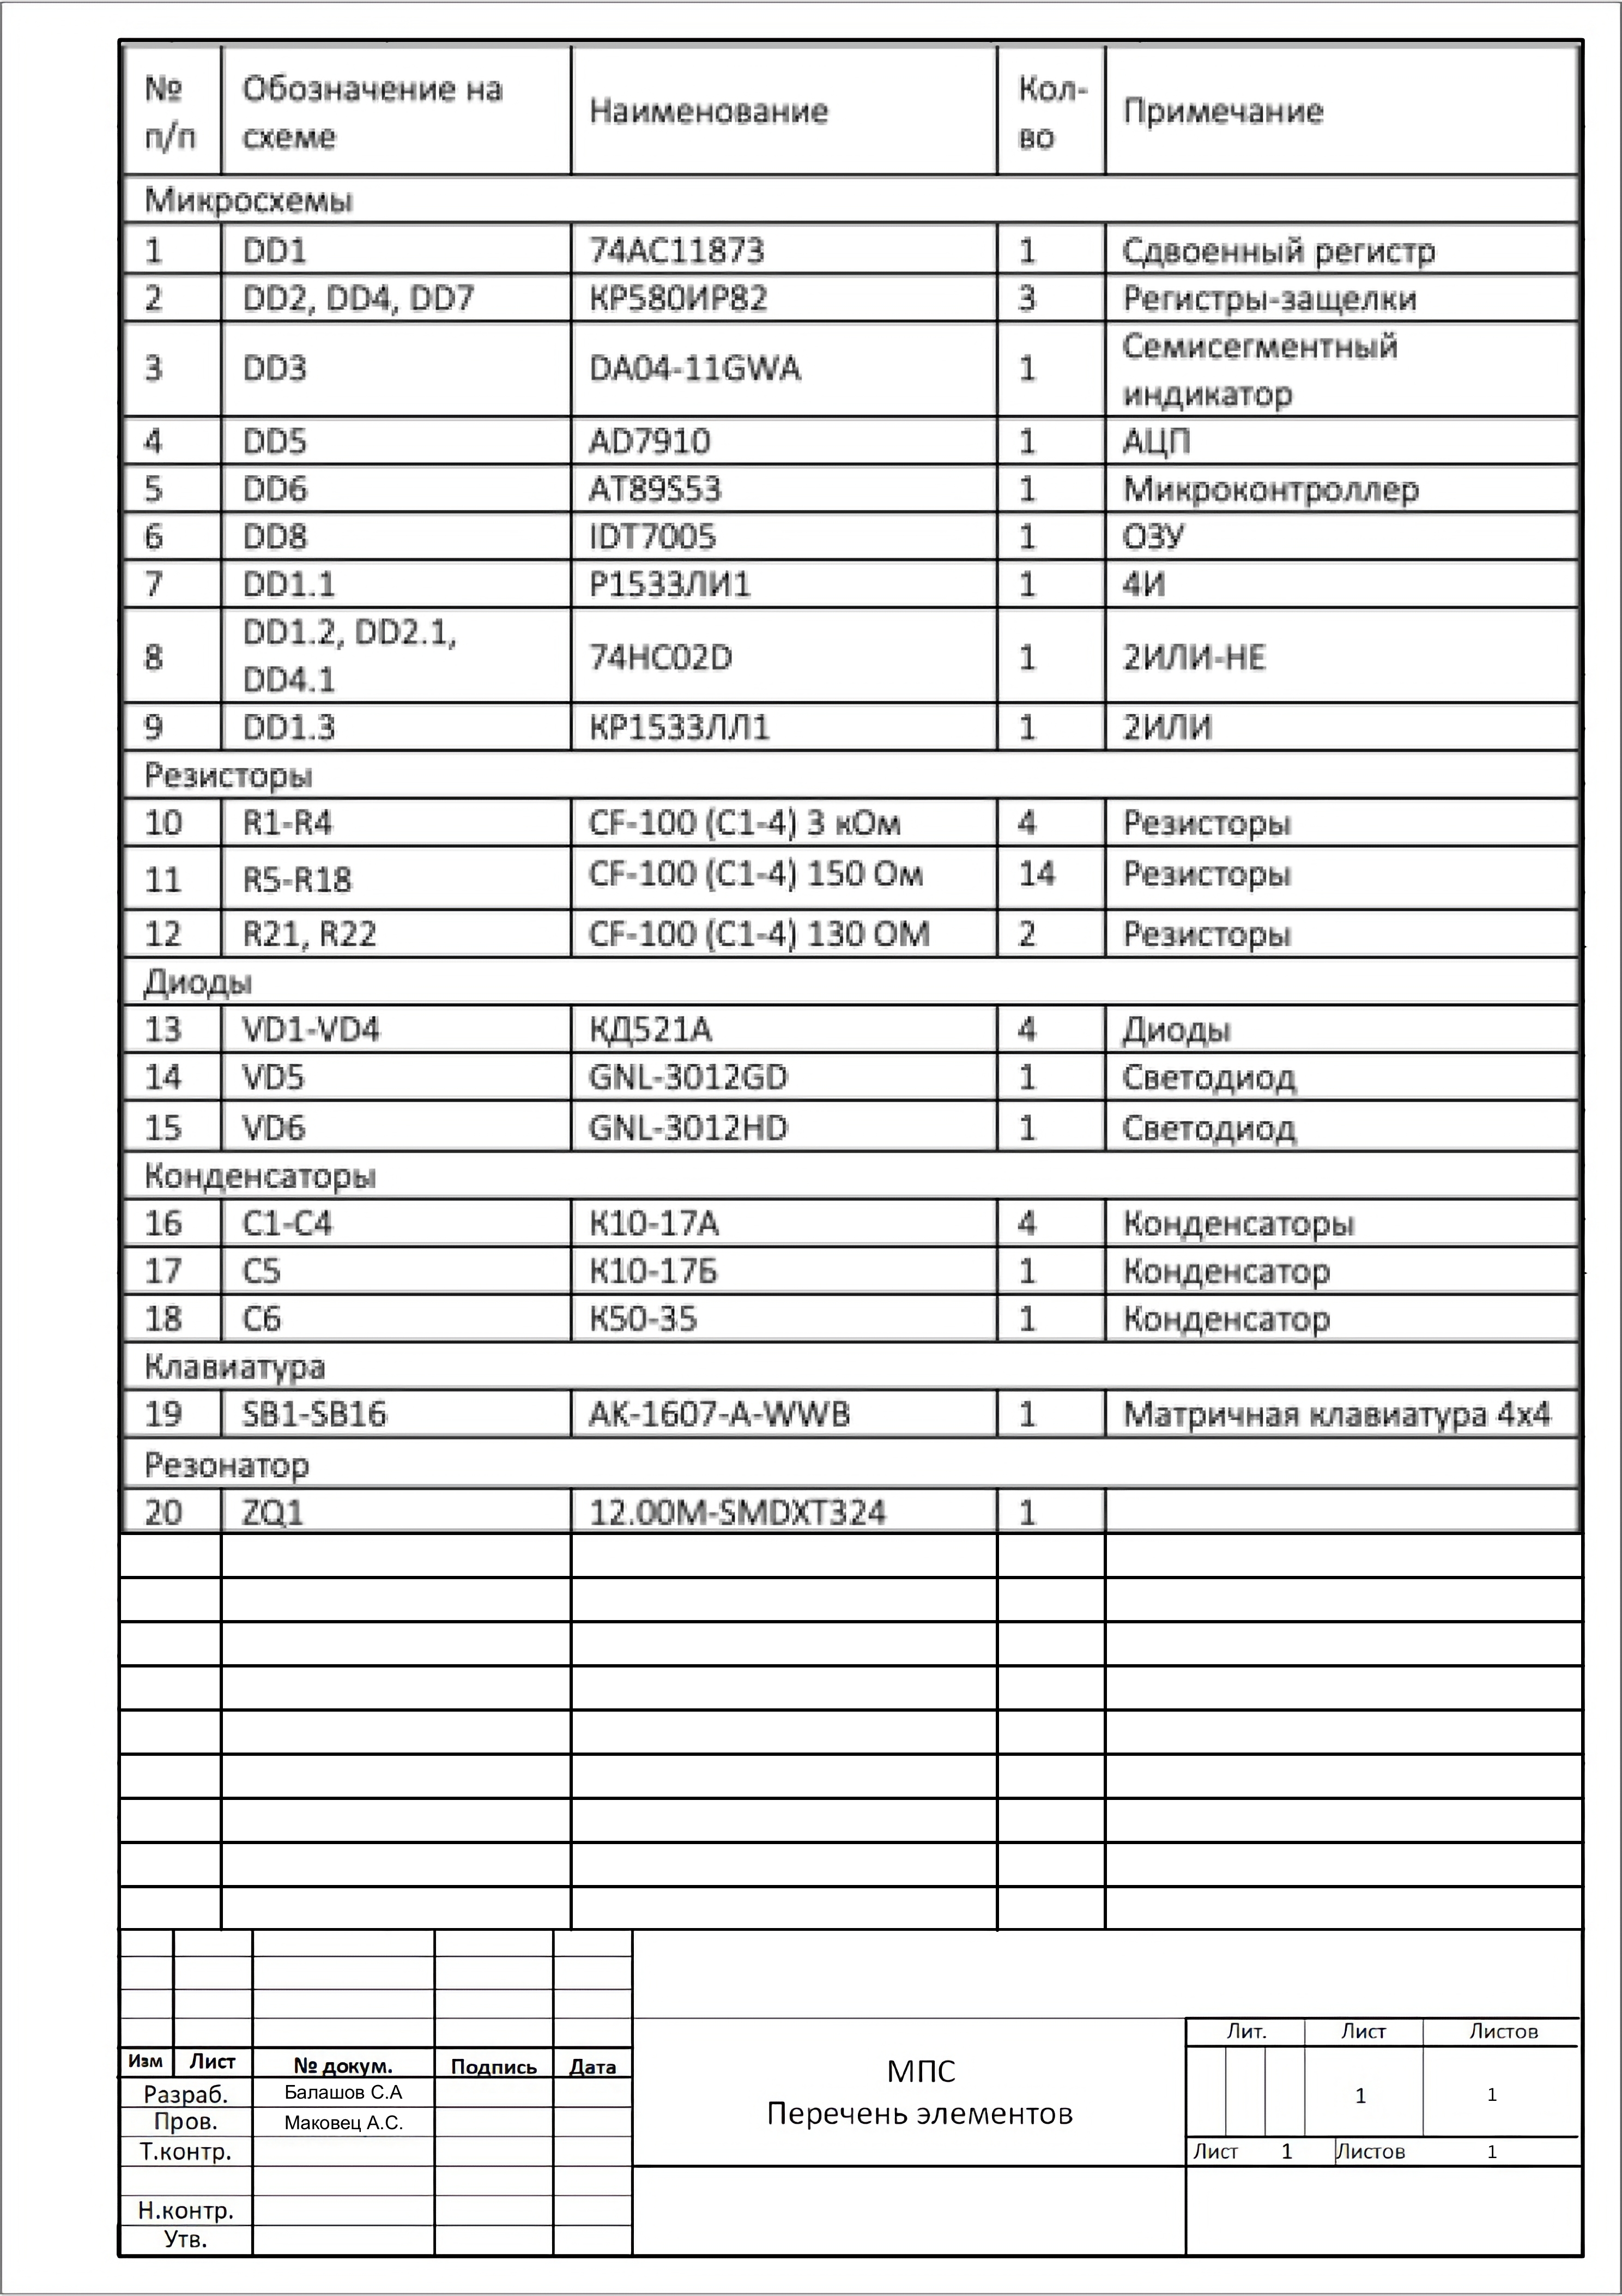 № п/п Обозначение на схеме Наименование Кол-во Примечание
Микросхемы
1 DD1 74AC11873 1 Сдвоенный регистр
2 DD2, DD4, DD7 КР580ИР82 3 Регистры-защелки
3 DD3 DA04-11GWA 1 Семисегментный индикатор
4 DD5 AD7910 1 АЦП
5 DD6 AT89S53 1 Микроконтроллер
6 DD8 IDT7005 1 ОЗУ
7 DD1.1 Р1533ЛИ1 1 4И
8 DD1.2, DD2.1, DD4.1 74HC02D 1 2ИЛИ-НЕ
9 DD1.3 КР1533ЛЛ1 1 2ИЛИ
Резисторы
10 R1-R4 CF-100 (С1-4) 3 кОм 4 Резисторы
11 R5-R18 CF-100 (С1-4) 150 Ом 14 Резисторы
12 R21, R22 CF-100 (С1-4) 130 ОМ 2 Резисторы
Диоды
13 VD1-VD4 КД521А 4 Диоды
14 VD5 GNL-3012GD 1 Светодиод
15 VD6 GNL-3012HD 1 Светодиод
Конденсаторы
16 C1-C4 К10-17А 4 Конденсаторы
17 C5 К10-17Б 1 Конденсатор
18 C6 К50-35 1 Конденсатор
Клавиатура
19 SB1-SB16 AK-1607-A-WWB 1 Матричная клавиатура 4x4
Резонатор
20 ZQ1 12.00M-SMDXT324 1
Лит. Лист Листов
Изм Лист № докум. Подпись Дата
МПС
Перечень элементов
Разраб. Балашов С.А
1 1
Пров. Маковец А.С.
Т.контр.
Лист 1 Листов 1
Н.контр.
Утв.